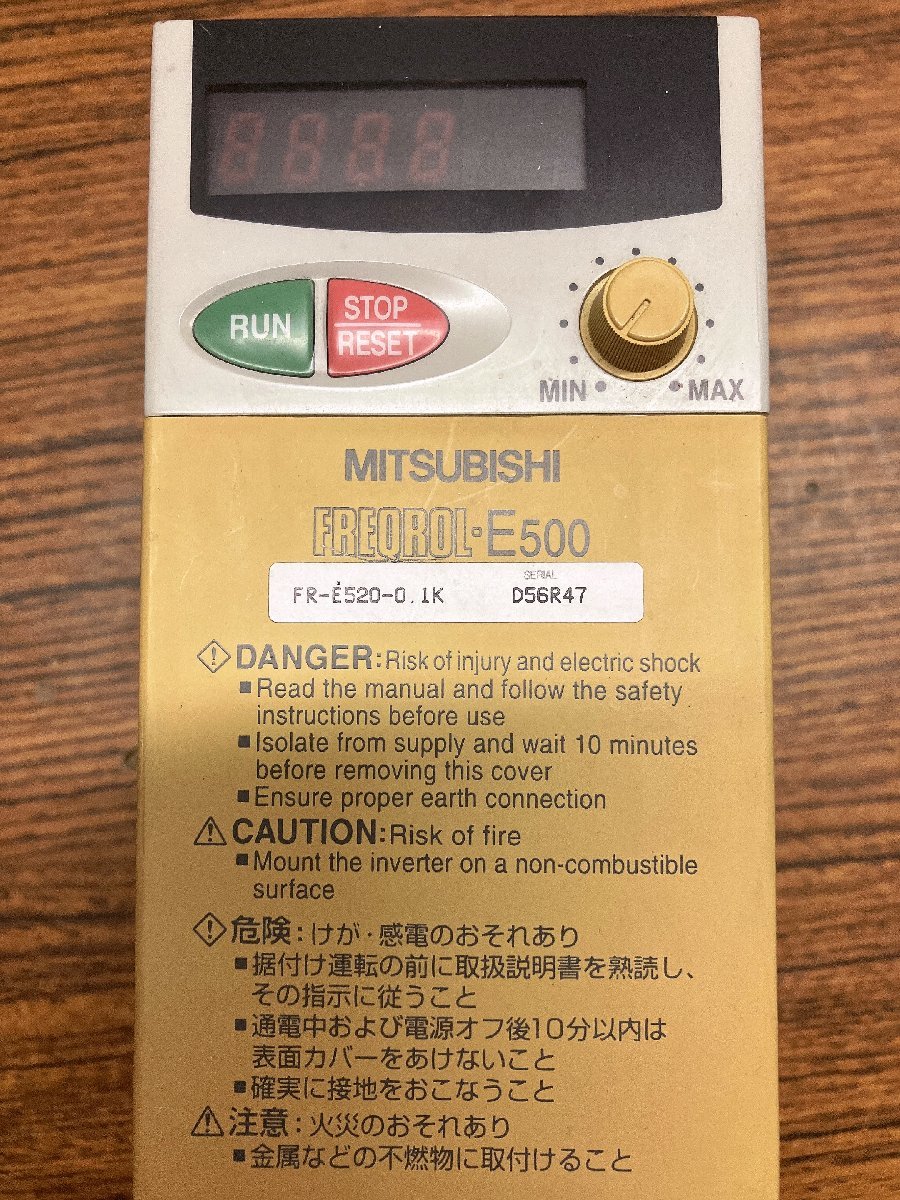 8888
RUN
STOP
RESET
MIN
MAX
MITSUBISHI
FREQROL-E500
SERIAL
FR-E520-0.1K D56R47
DANGER:Risk of injury and electric shock
■Read the manual and follow the safety
instructions before use
■Isolate from supply and wait 10 minutes
before removing this cover
■Ensure proper earth connection
CAUTION:Risk of fire
■Mount the inverter on a non-combustible
surface
危険:けが・感電のおそれあり
■据付け運転の前に取扱説明書を熟読し、
その指示に従うこと
■通電中および電源オフ後10分以内は
表面カバーをあけないこと
■確実に接地をおこなうこと
注意:火災のおそれあり
■金属などの不燃物に取付けること